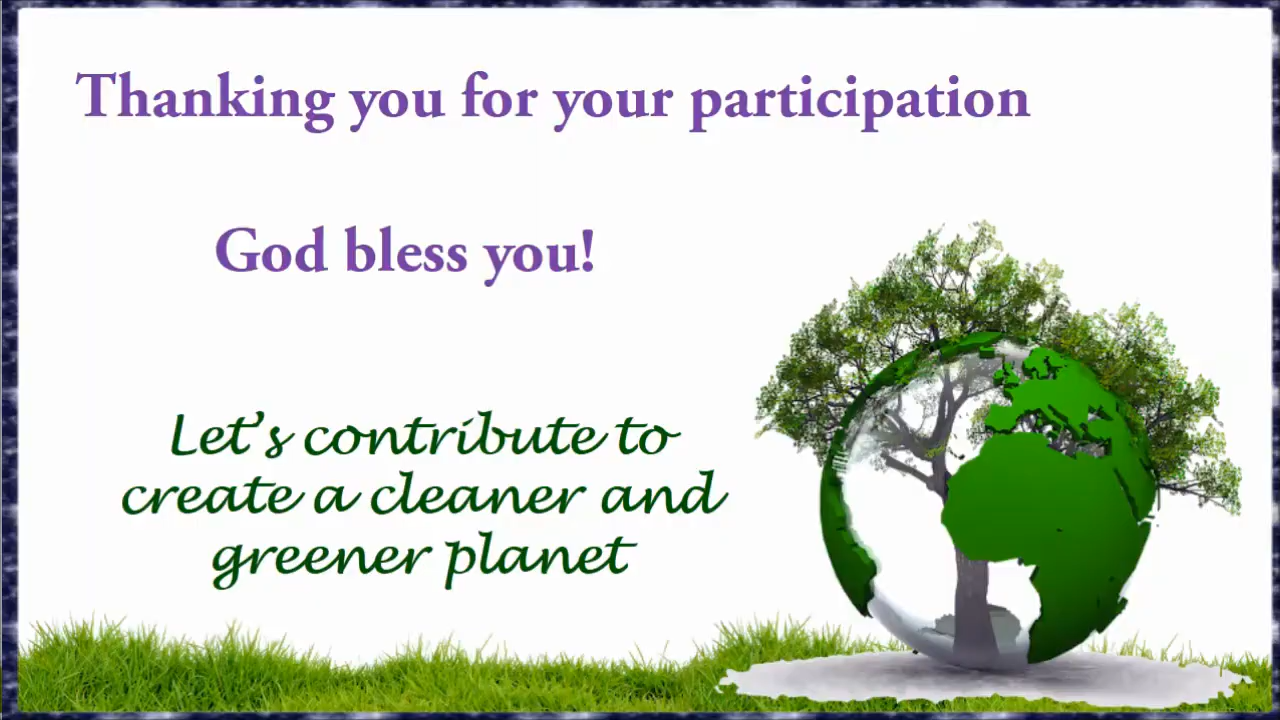 Thanking you for your participation
God bless you!
Let's contribute to
create a cleaner and
greener planet